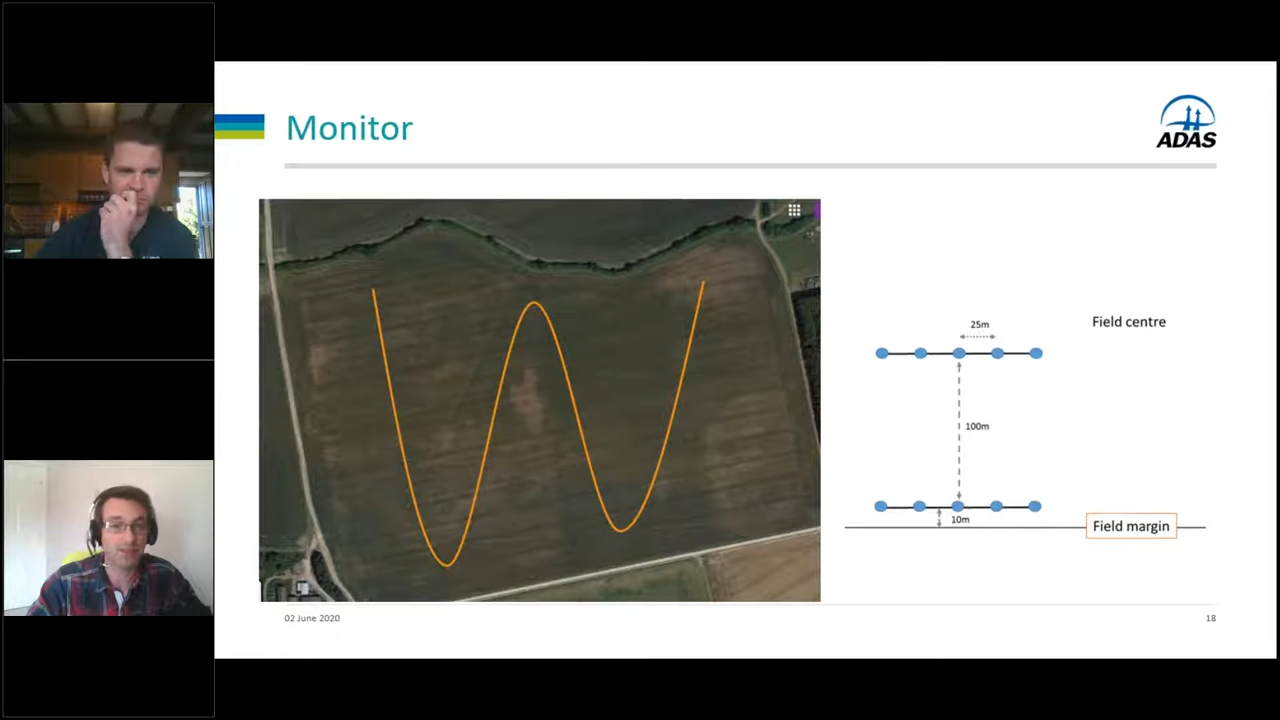 Monitor
ADAS
25m
Field centre
100m
10m
Field margin
02 June 2020
18